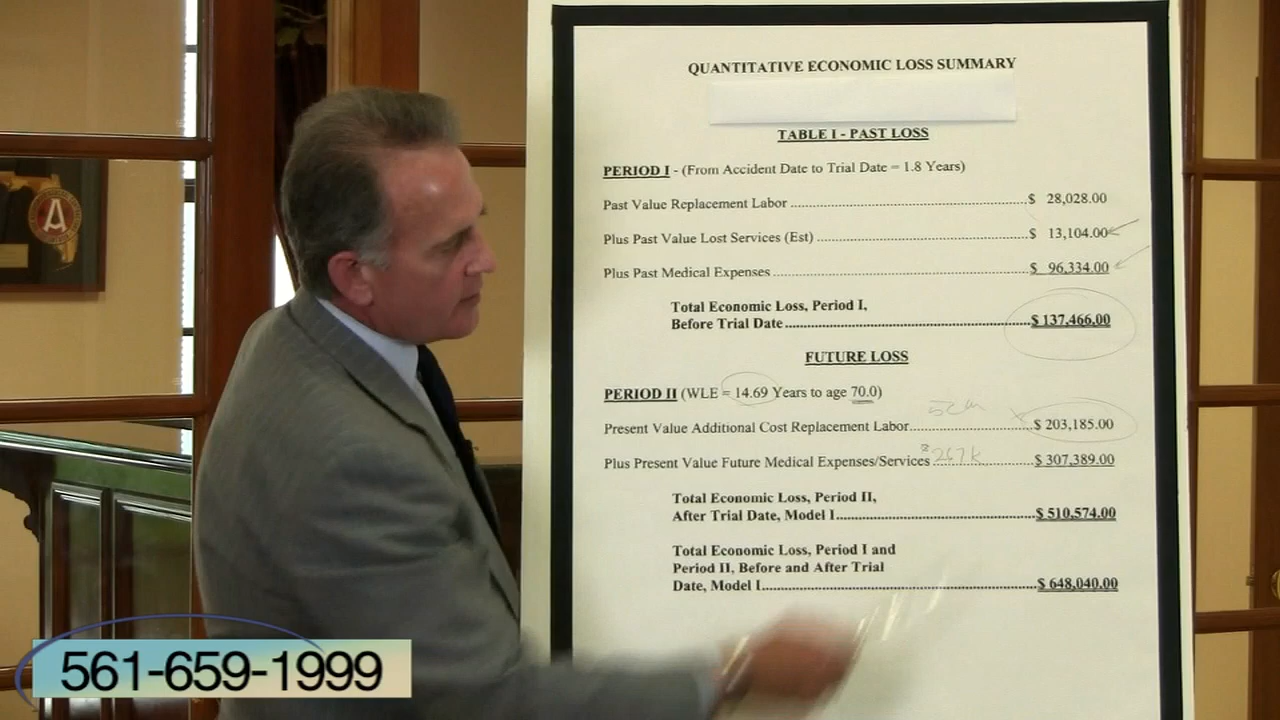 QUANTITATIVE ECONOMIC LOSS SUMMARY
TABLE I - PAST LOSS
PERIOD I - (From Accident Date to Trial Date = 1.8 Years)
Past Value Replacement Labor ........ $ 28,028.00
Plus Past Value Lost Services (Est) ........ $ 13,104.00
Plus Past Medical Expenses ........ $ 96,334.00
Total Economic Loss, Period I,
Before Trial Date ........ $ 137,466.00
FUTURE LOSS
PERIOD II (WLE = 14.69 Years to age 70.0)
Present Value Additional Cost Replacement Labor ........ $ 203,185.00
$267k
Plus Present Value Future Medical Expenses/Services ........ $ 307,389.00
Total Economic Loss, Period II,
After Trial Date, Model I ........ $ 510,574.00
Total Economic Loss, Period I and
Period II, Before and After Trial
Date, Model I ........ $ 648,040.00
A
561-659-1999